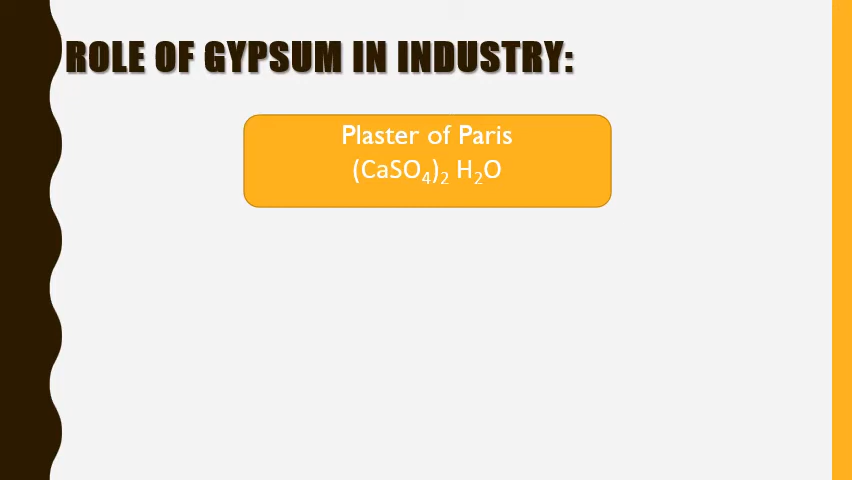 ROLE OF GYPSUM IN INDUSTRY:
Plaster of Paris
(CaSO₄)₂ H₂O